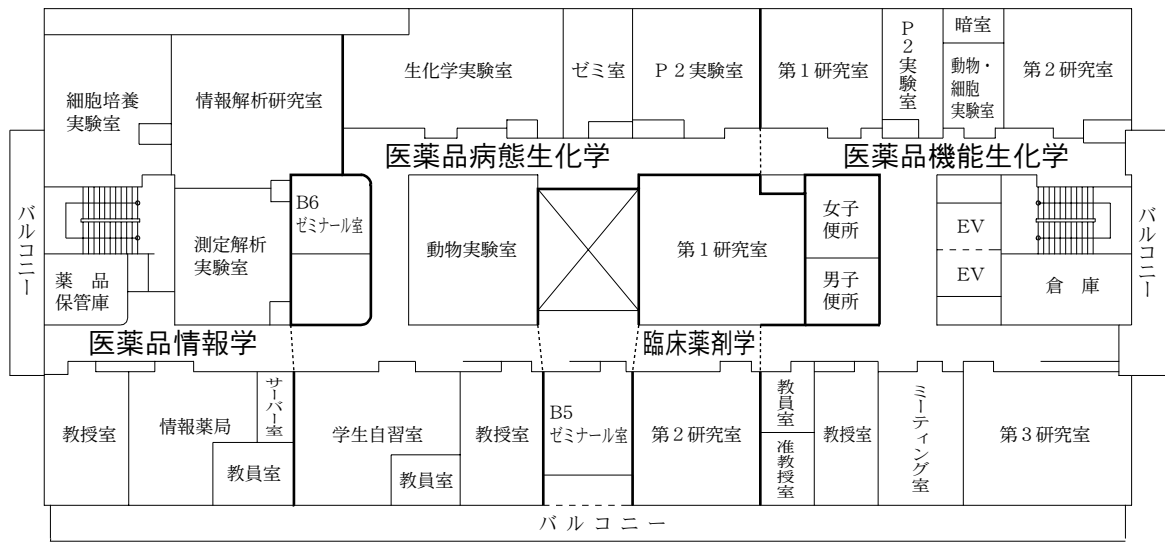 暗室
生化学実験室
ゼミ室
Ｐ２実験室
第１研究室
Ｐ２実験室
動物・
細胞
実験室
第２研究室
細胞培養
実験室
情報解析研究室
医薬品病態生化学
医薬品機能生化学
バルコニー
B6
ゼミナール室
測定解析
実験室
動物実験室
第１研究室
女子
便所
男子
便所
EV
EV
倉庫
バルコニー
薬品
保管庫
医薬品情報学
臨床薬剤学
教授室
情報薬局
サーバー室
教員室
学生自習室
教員室
教授室
B5
ゼミナール室
第２研究室
教員室
准教授室
教授室
ミーティング室
第３研究室
バルコニー